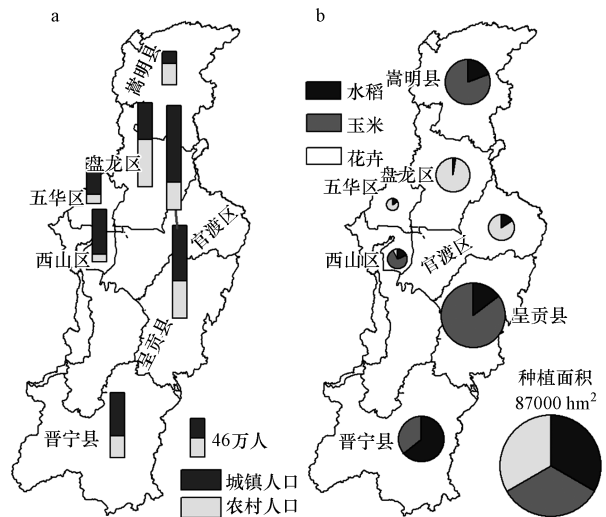 a
嵩明县
盘龙区
五华区
官渡区
西山区
呈贡县
晋宁县
46万人
城镇人口
农村人口
b
水稻
玉米
花卉
嵩明县
盘龙区
五华区
官渡区
西山区
呈贡县
晋宁县
种植面积
87000 hm²